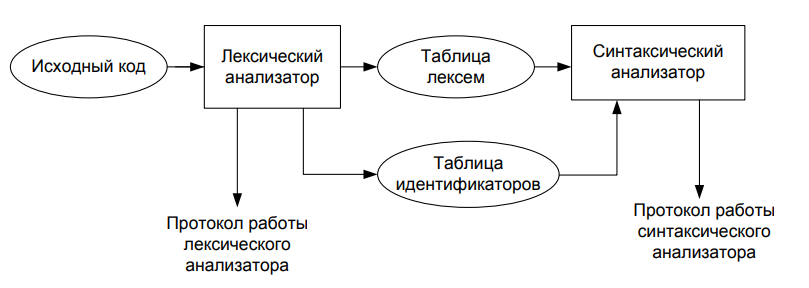 Исходный код
Лексический
анализатор
Таблица
лексем
Синтаксический
анализатор
Таблица
идентификаторов
Протокол работы
лексического
анализатора
Протокол работы
синтаксического
анализатора